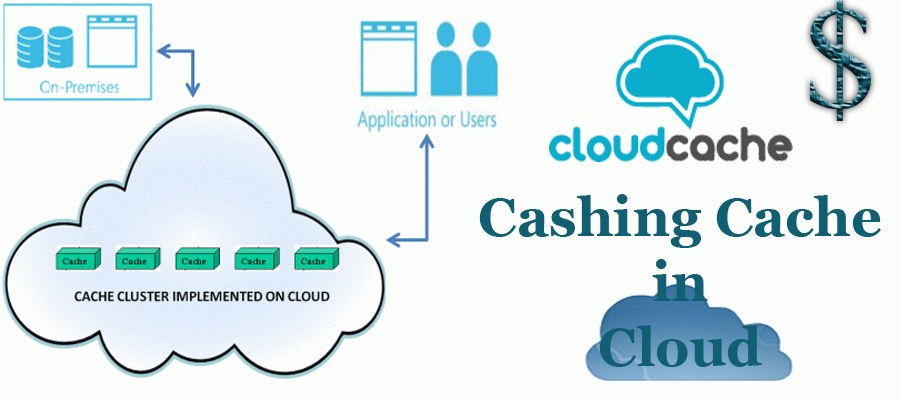 On-Premises
Application or Users
Cache Cache Cache Cache Cache
CACHE CLUSTER IMPLEMENTED ON CLOUD
$
cloudcache
Cashing Cache
in
Cloud